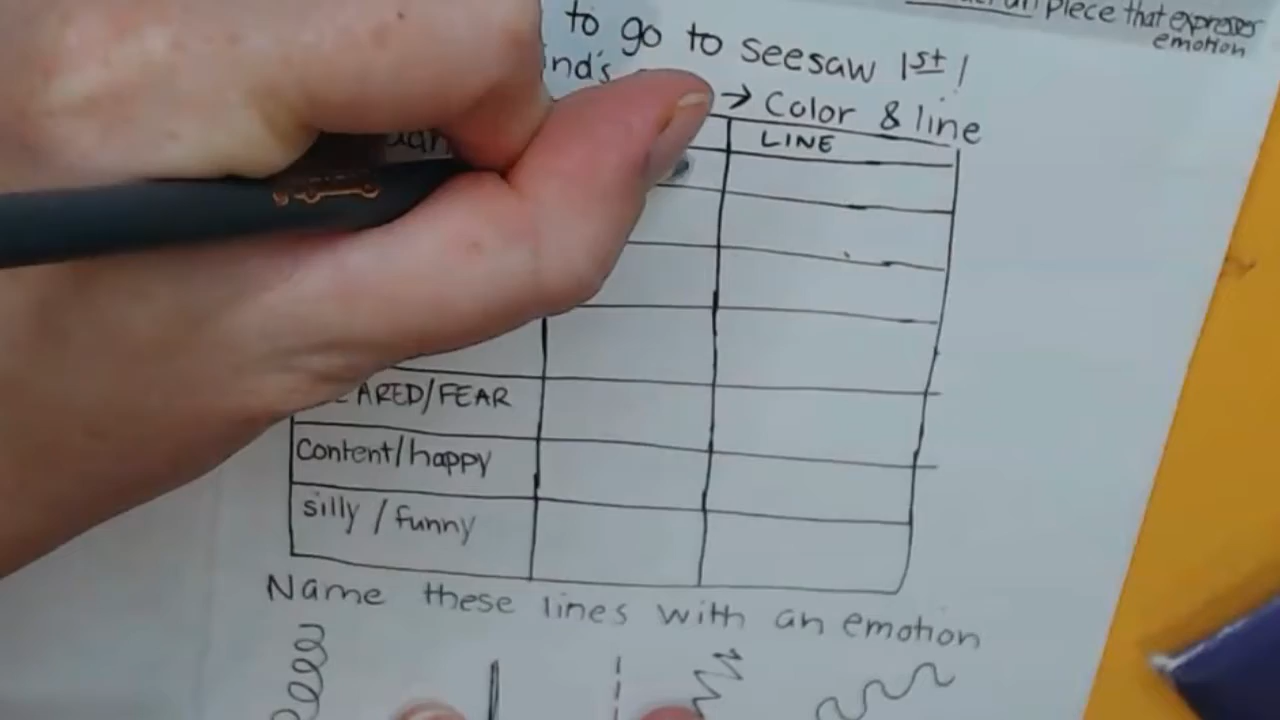 piece that expresses
emotion
to go to seesaw 1st!
→ Color & line
LINE
ARED/FEAR
Content/happy
silly / funny
Name these lines with an emotion